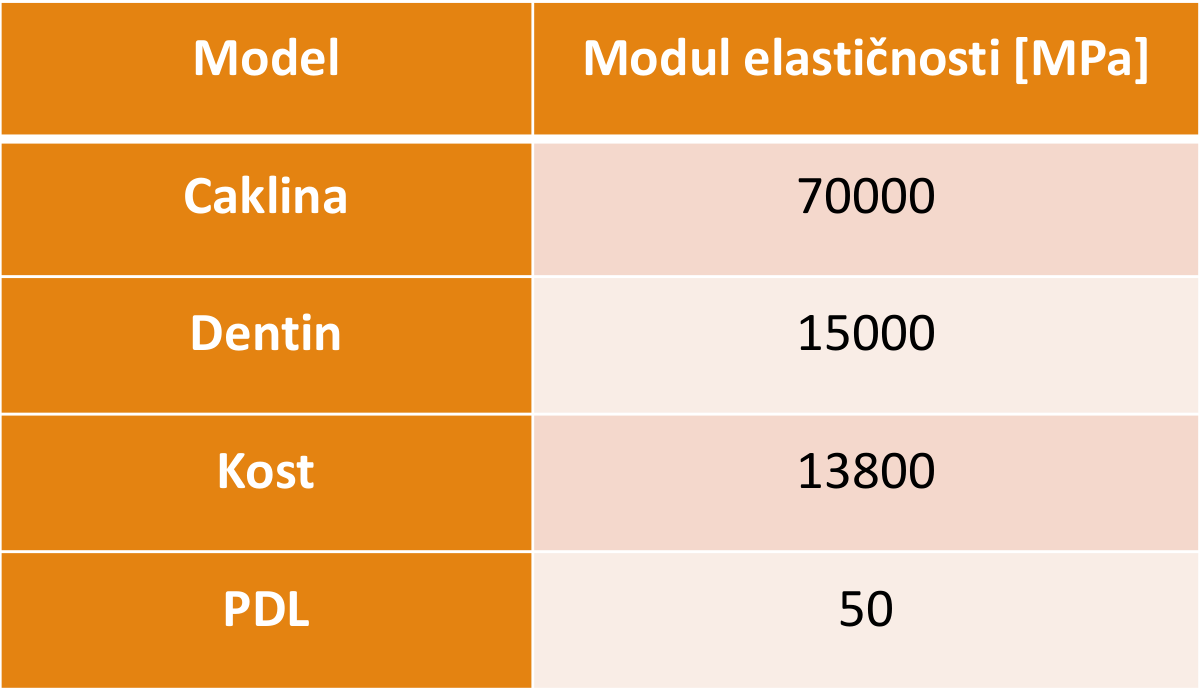 Model Modul elastičnosti [MPa]
Caklina 70000
Dentin 15000
Kost 13800
PDL 50